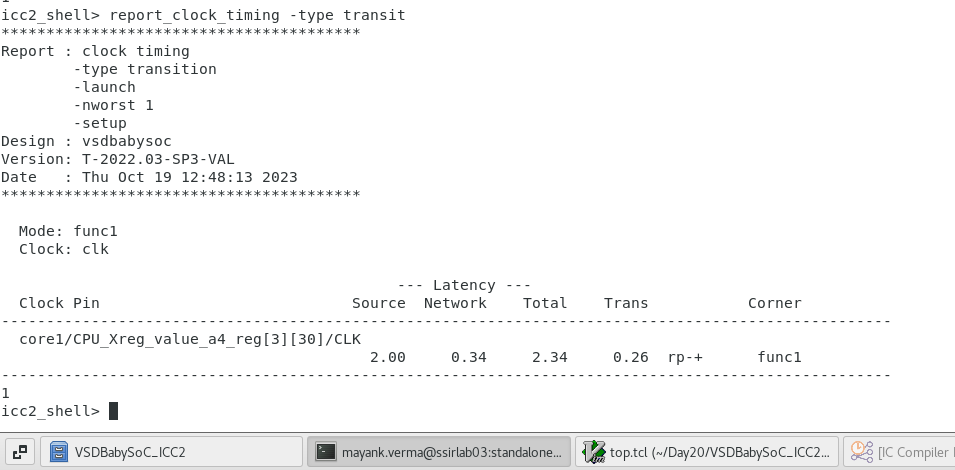 1
icc2_shell> report_clock_timing -type transit
****************************************
Report : clock timing
        -type transition
        -launch
        -nworst 1
        -setup
Design : vsdbabysoc
Version: T-2022.03-SP3-VAL
Date   : Thu Oct 19 12:48:13 2023
****************************************

  Mode: func1
  Clock: clk

                                            --- Latency ---
  Clock Pin                            Source  Network    Total    Trans           Corner
---------------------------------------------------------------------------------------------------
  core1/CPU_Xreg_value_a4_reg[3][30]/CLK
                                         2.00     0.34     2.34     0.26  rp-+      func1
---------------------------------------------------------------------------------------------------
1
icc2_shell>
VSDBabySoC_ICC2 mayank.verma@ssirlab03:standalone... top.tcl (~/Day20/VSDBabySoC_ICC2... [IC Compiler